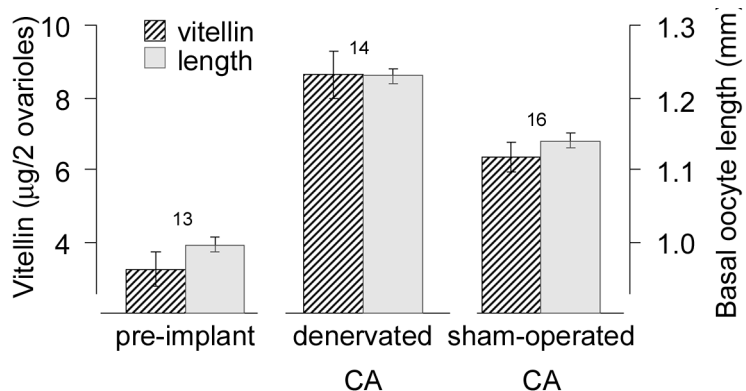 Vitellin (µg/2 ovarioles)
10
8
6
4
vitellin
length
13
14
16
1.3
1.2
1.1
1.0
Basal oocyte length (mm)
pre-implant
denervated
CA
sham-operated
CA